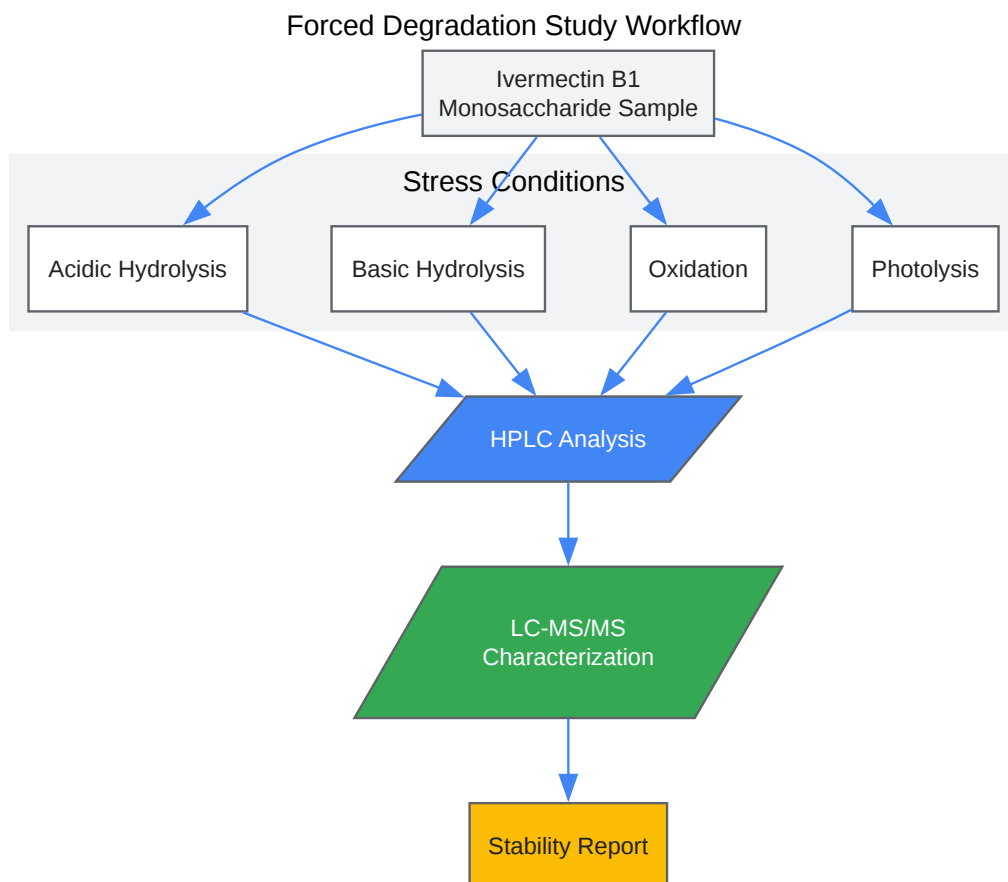 Forced Degradation Study Workflow
Ivermectin B1
Monosaccharide Sample
Stress Conditions
Acidic Hydrolysis
Basic Hydrolysis
Oxidation
Photolysis
HPLC Analysis
LC-MS/MS
Characterization
Stability Report